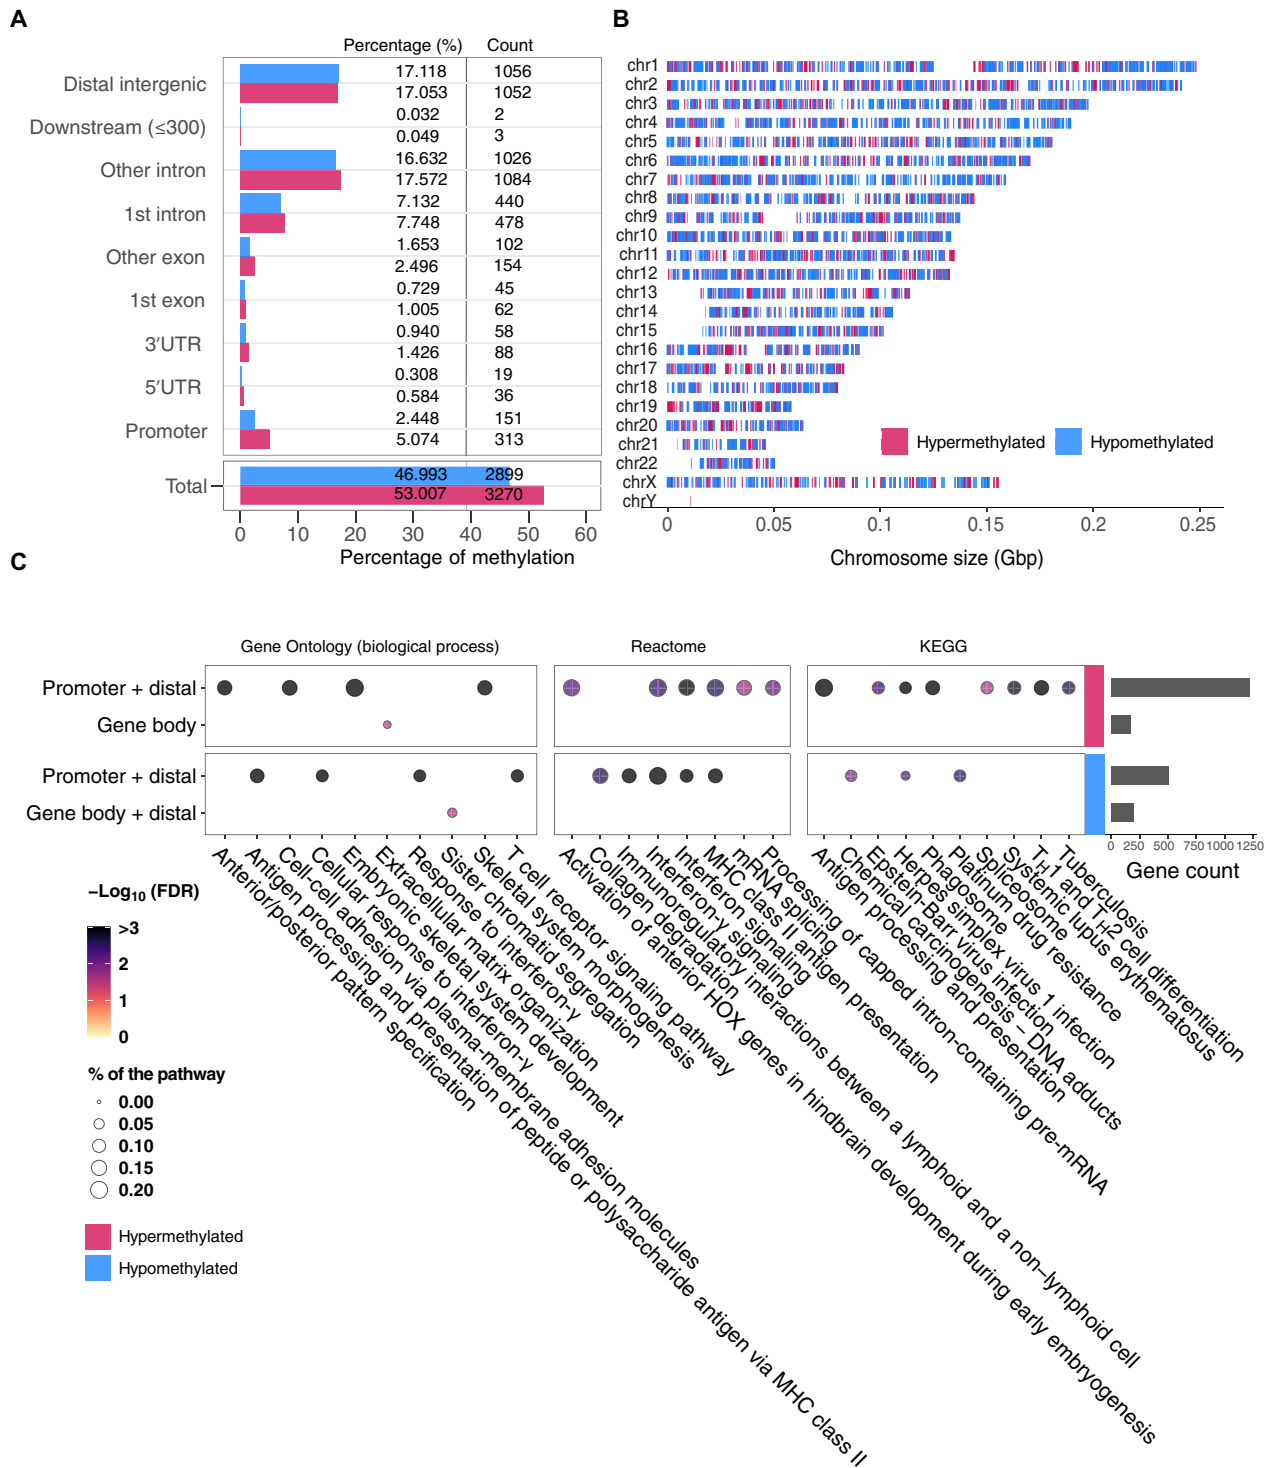 A
Percentage (%) Count
Distal intergenic 17.118 1056
17.053 1052
Downstream (≤300) 0.032 2
0.049 3
Other intron 16.632 1026
17.572 1084
1st intron 7.132 440
7.748 478
Other exon 1.653 102
2.496 154
1st exon 0.729 45
1.005 62
3′UTR 0.940 58
1.426 88
5′UTR 0.308 19
0.584 36
Promoter 2.448 151
5.074 313
Total 46.993 2899
53.007 3270
0 10 20 30 40 50 60
Percentage of methylation
B
chr1
chr2
chr3
chr4
chr5
chr6
chr7
chr8
chr9
chr10
chr11
chr12
chr13
chr14
chr15
chr16
chr17
chr18
chr19
chr20
chr21
chr22
chrX
chrY
Hypermethylated Hypomethylated
0 0.05 0.1 0.15 0.2 0.25
Chromosome size (Gbp)
C
Gene Ontology (biological process) Reactome KEGG
Promoter + distal
Gene body
Promoter + distal
Gene body + distal
0 250 500 750 1000 1250
Gene count
Anterior/posterior pattern specification
Antigen processing and presentation of peptide or polysaccharide antigen via MHC class II
Cell-cell adhesion via plasma-membrane adhesion molecules
Cellular response to interferon-γ
Embryonic skeletal system development
Extracellular matrix organization
Response to interferon-γ
Sister chromatid segregation
Skeletal system morphogenesis
T cell receptor signaling pathway
Activation of anterior HOX genes in hindbrain development during early embryogenesis
Collagen degradation
Immunoregulatory interactions between a lymphoid and a non–lymphoid cell
Interferon-γ signaling
Interferon signaling
MHC class II antigen presentation
mRNA splicing
Processing of capped intron-containing pre-mRNA
Antigen processing and presentation
Chemical carcinogenesis – DNA adducts
Epstein-Barr virus infection
Herpes simplex virus 1 infection
Phagosome
Platinum drug resistance
Spliceosome
Systemic lupus erythematosus
TH1 and TH2 cell differentiation
Tuberculosis
−Log10 (FDR)
>3
2
1
0
% of the pathway
0.00
0.05
0.10
0.15
0.20
Hypermethylated
Hypomethylated